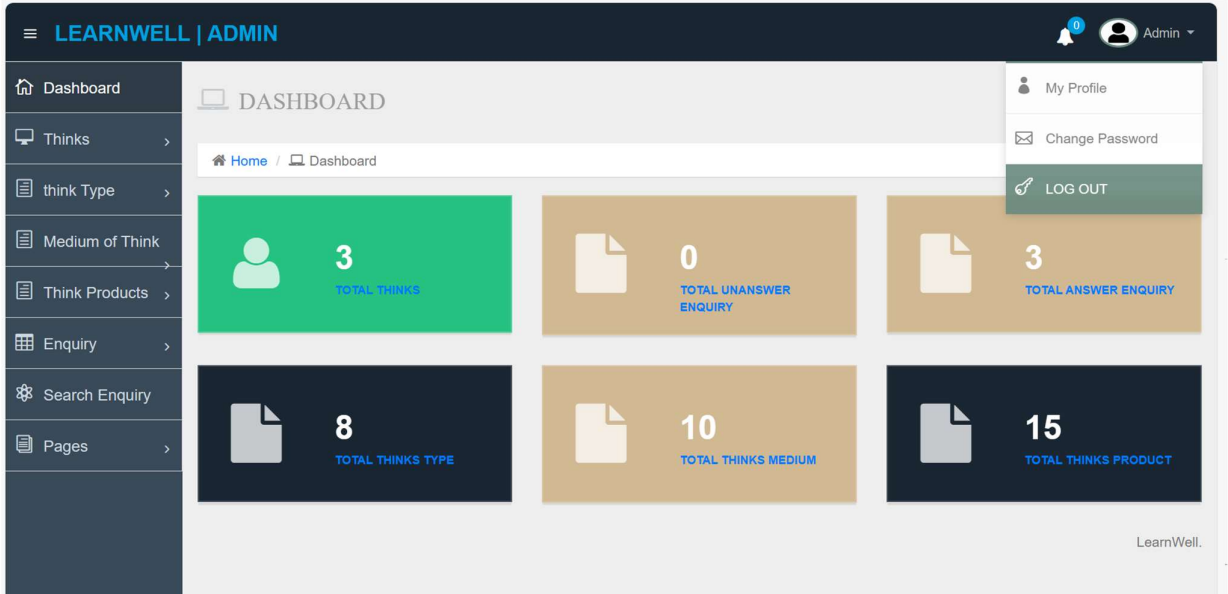 LEARNWELL | ADMIN
0
Admin
Dashboard
Thinks
think Type
Medium of Think
Think Products
Enquiry
Search Enquiry
Pages
DASHBOARD
Home / Dashboard
My Profile
Change Password
LOG OUT
3
TOTAL THINKS
0
TOTAL UNANSWER
ENQUIRY
3
TOTAL ANSWER ENQUIRY
8
TOTAL THINKS TYPE
10
TOTAL THINKS MEDIUM
15
TOTAL THINKS PRODUCT
LearnWell.